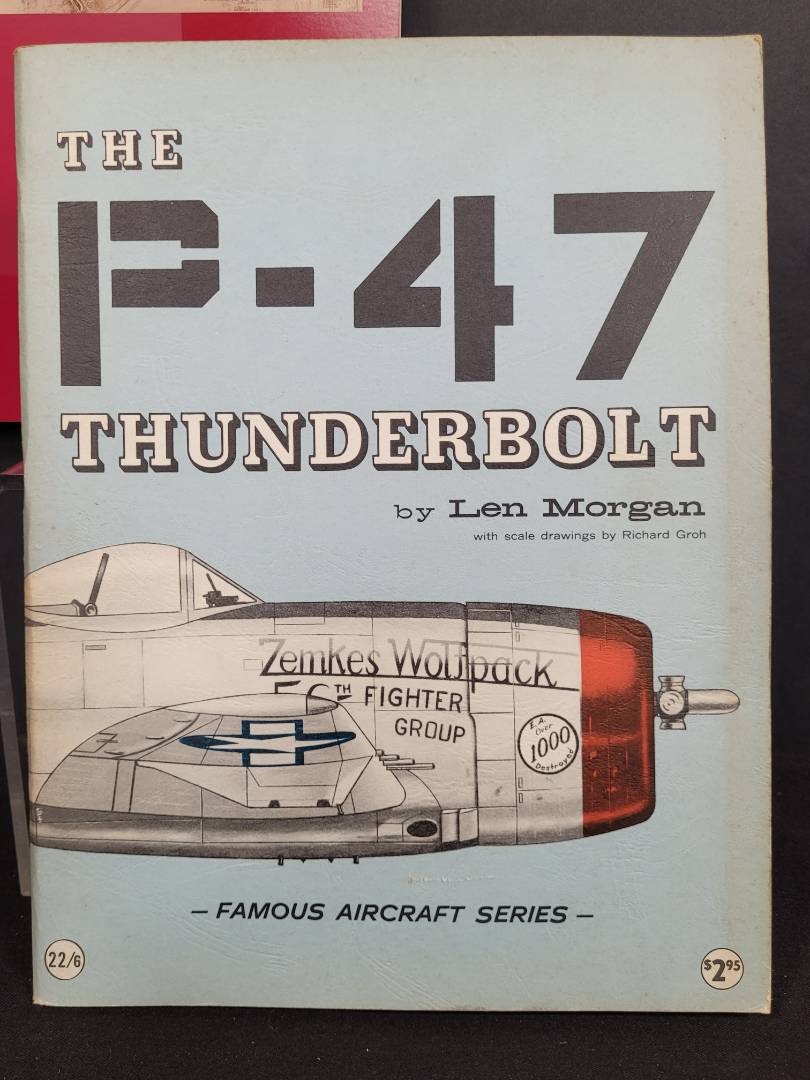 THE
P-47
THUNDERBOLT
by Len Morgan
with scale drawings by Richard Groh
Zemkes Wolfpack
56TH FIGHTER
GROUP
E.A.
Over
1000
Destroyed
— FAMOUS AIRCRAFT SERIES —
22/6
$2.95